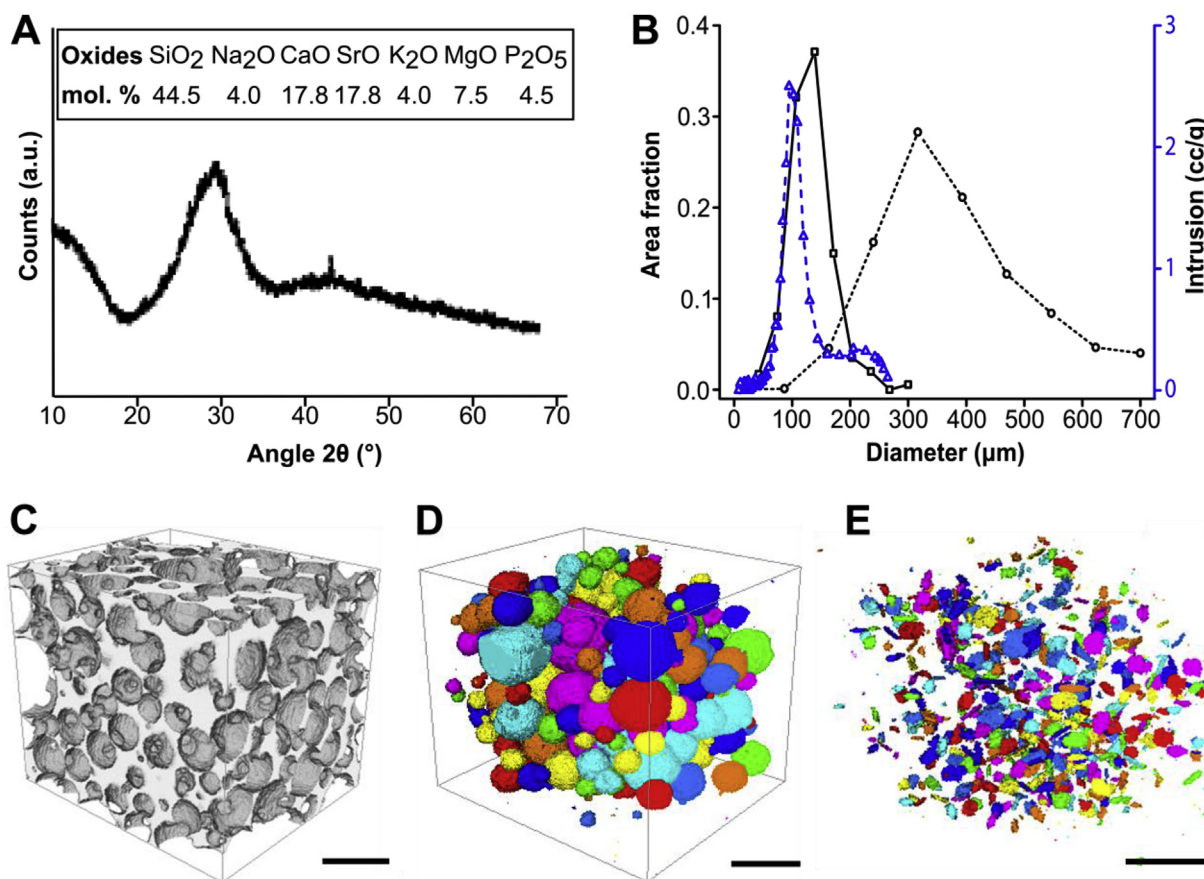 A
Oxides SiO2 Na2O CaO SrO K2O MgO P2O5
mol. % 44.5 4.0 17.8 17.8 4.0 7.5 4.5
Counts (a.u.)
10 20 30 40 50 60 70
Angle 2θ (°)
B
Area fraction
0.4
0.3
0.2
0.1
0.0
3
2
1
0
Intrusion (cc/g)
0 100 200 300 400 500 600 700
Diameter (µm)
C
D
E